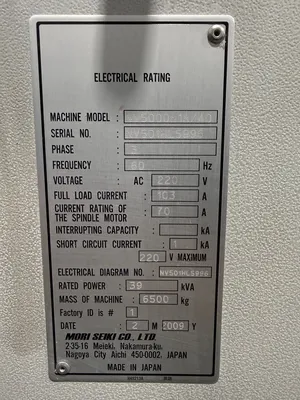 ELECTRICAL RATING
MACHINE MODEL :
SERIAL NO. :
PHASE :
FREQUENCY : 60 Hz
VOLTAGE : AC 220 V
FULL LOAD CURRENT : 103 A
CURRENT RATING OF THE SPINDLE MOTOR : 70 A
INTERRUPTING CAPACITY : kA
SHORT CIRCUIT CURRENT : 1 kA
220 V MAXIMUM
ELECTRICAL DIAGRAM NO. : NV501HL5996
RATED POWER : 39 kVA
MASS OF MACHINE : 6500 kg
Factory ID is # : 1
DATE : 2 M 009 Y
MORI SEIKI CO., LTD.
2-35-16 Meieki, Nakamura-ku,
Nagoya City Aichi 450-0002. JAPAN
MADE IN JAPAN